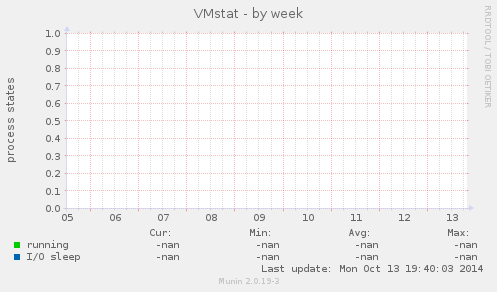 VMstat - by week
RRDTOOL / TOBI OETIKER
process states
1.0
0.9
0.8
0.7
0.6
0.5
0.4
0.3
0.2
0.1
0.0
05 06 07 08 09 10 11 12 13
Cur: Min: Avg: Max:
running -nan -nan -nan -nan
I/O sleep -nan -nan -nan -nan
Last update: Mon Oct 13 19:40:03 2014
Munin 2.0.19-3